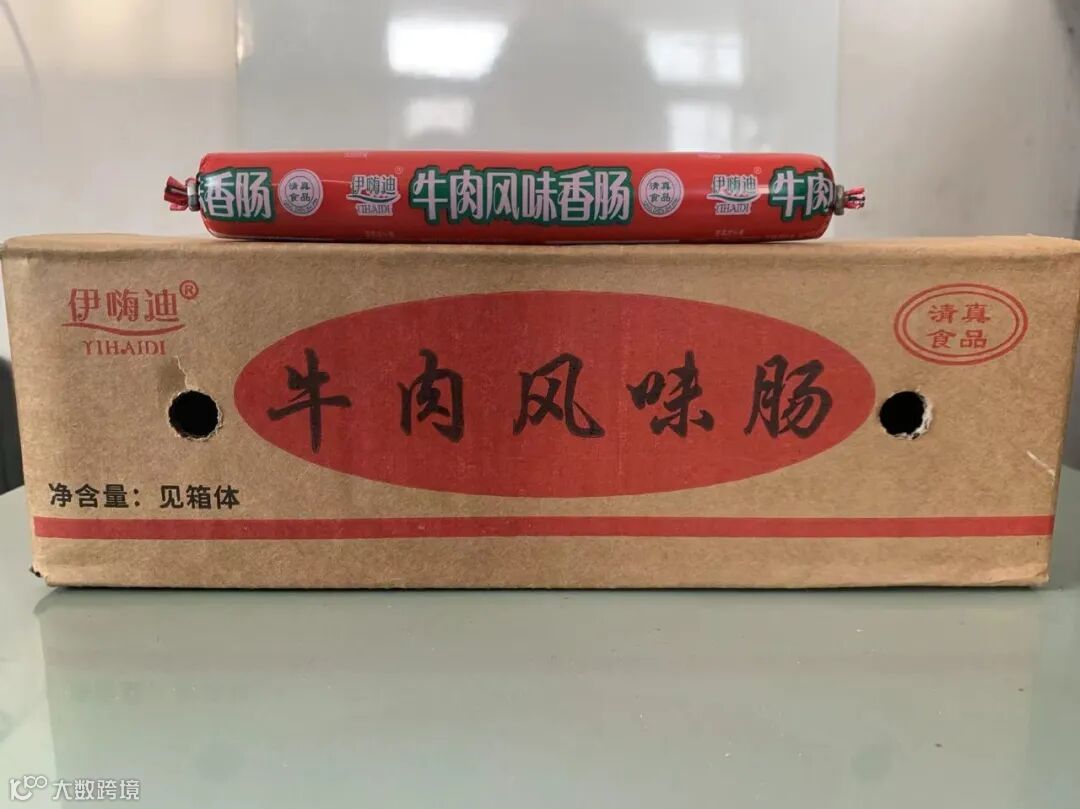 香肠
清真
食品
伊嗨迪®
YIHAIDI
牛肉风味香肠
清真
食品
伊嗨迪®
YIHAIDI
牛肉
伊嗨迪®
YIHAIDI
牛肉风味肠
清真
食品
净含量：见箱体
大数跨境